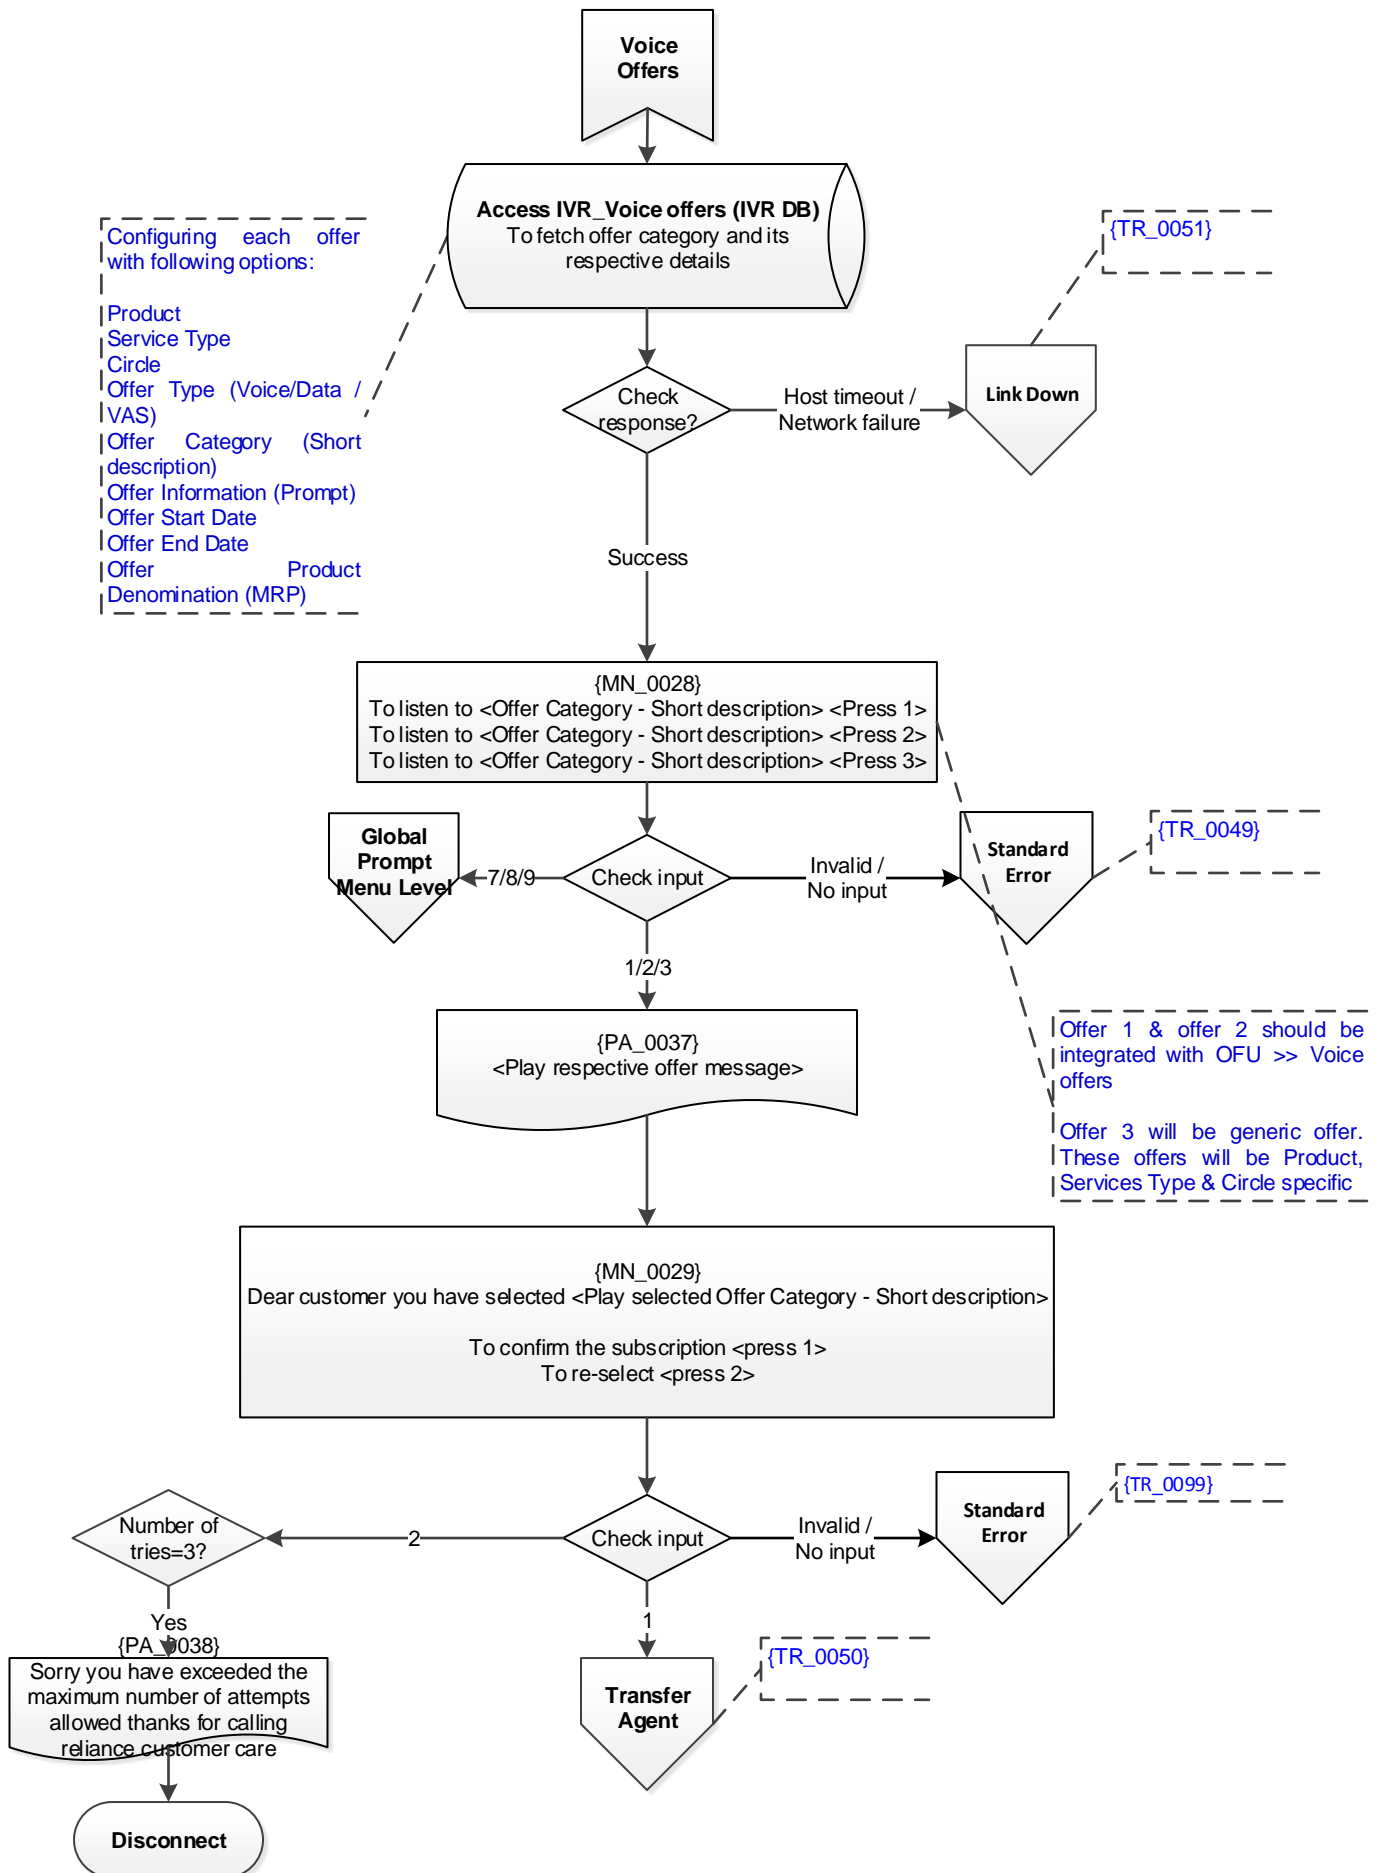 Voice
Offers
Access IVR_Voice offers (IVR DB)
To fetch offer category and its
respective details
Configuring each offer
with following options:
Product
Service Type
Circle
Offer Type (Voice/Data /
VAS)
Offer Category (Short
description)
Offer Information (Prompt)
Offer Start Date
Offer End Date
Offer Product
Denomination (MRP)
{TR_0051}
Check
response?
Host timeout /
Network failure
Link Down
Success
{MN_0028}
To listen to <Offer Category - Short description> <Press 1>
To listen to <Offer Category - Short description> <Press 2>
To listen to <Offer Category - Short description> <Press 3>
Global
Prompt
Menu Level
7/8/9
Check input
Invalid /
No input
Standard
Error
{TR_0049}
1/2/3
{PA_0037}
<Play respective offer message>
Offer 1 & offer 2 should be
integrated with OFU >> Voice
offers
Offer 3 will be generic offer.
These offers will be Product,
Services Type & Circle specific
{MN_0029}
Dear customer you have selected <Play selected Offer Category - Short description>
To confirm the subscription <press 1>
To re-select <press 2>
Number of
tries=3?
2
Check input
Invalid /
No input
Standard
Error
{TR_0099}
Yes
{PA_0038}
Sorry you have exceeded the
maximum number of attempts
allowed thanks for calling
reliance customer care
1
Transfer
Agent
{TR_0050}
Disconnect